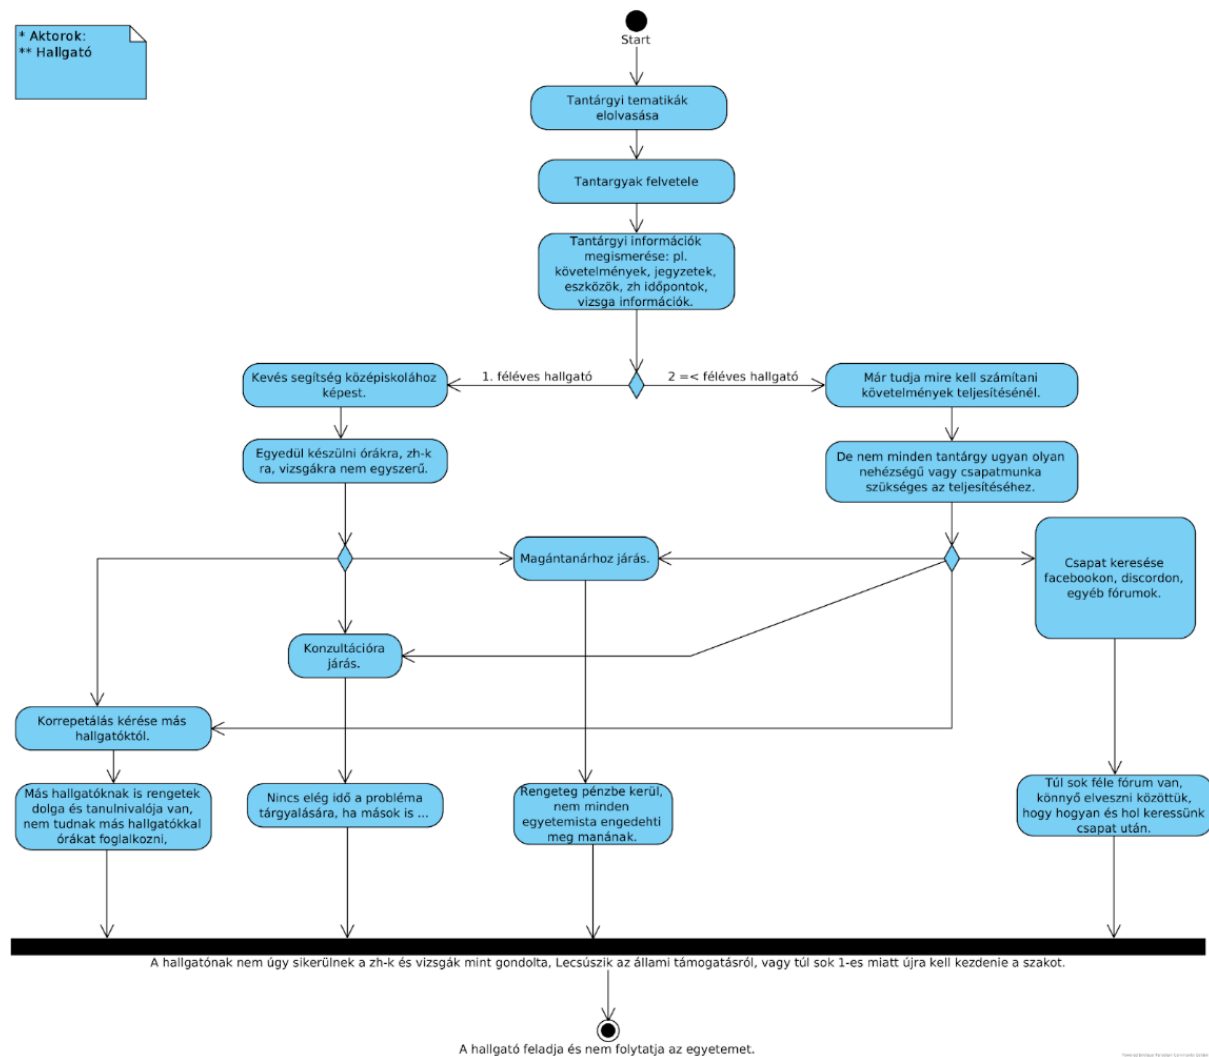 * Aktorok:
** Hallgató
Start
Tantárgyi tematikák
elolvasása
Tantargyak felvetele
Tantárgyi információk
megismerése: pl.
követelmények, jegyzetek,
eszközök, zh időpontok,
vizsga információk.
1. féléves hallgató
2 =< féléves hallgató
Kevés segítség középiskolához
képest.
Már tudja mire kell számítani
követelmények teljesítésénél.
Egyedül készülni órákra, zh-k
ra, vizsgákra nem egyszerű.
De nem minden tantárgy ugyan olyan
nehézségű vagy csapatmunka
szükséges az teljesítéséhez.
Magántanárhoz járás.
Csapat keresése
facebookon, discordon,
egyéb fórumok.
Konzultációra
járás.
Korrepetálás kérése más
hallgatóktól.
Más hallgatóknak is rengetek
dolga és tanulnivalója van,
nem tudnak más hallgatókkal
órákat foglalkozni,
Nincs elég idő a probléma
tárgyalására, ha mások is ...
Rengeteg pénzbe kerül,
nem minden
egyetemista engedehti
meg manának.
Túl sok féle fórum van,
könnyő elveszni közöttük,
hogy hogyan és hol keressünk
csapat után.
A hallgatónak nem úgy sikerülnek a zh-k és vizsgák mint gondolta, Lecsúszik az állami támogatásról, vagy túl sok 1-es miatt újra kell kezdenie a szakot.
A hallgató feladja és nem folytatja az egyetemet.